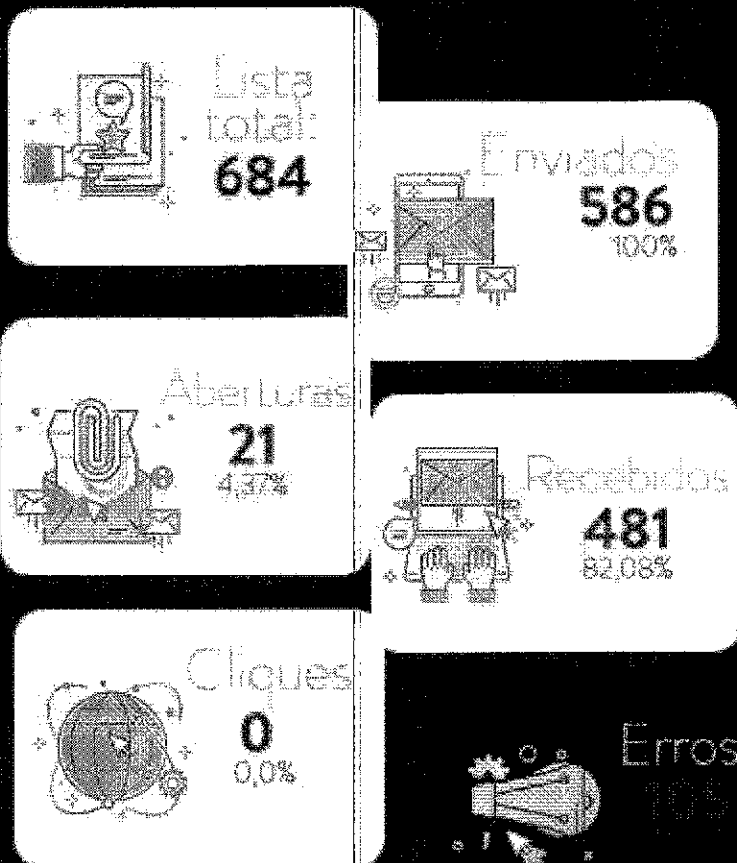 Lista
total:
684
Enviados
586
100%
Aberturas
21
4,37%
Recebidos
481
82,08%
Cliques
0
0,0%
Erros
105